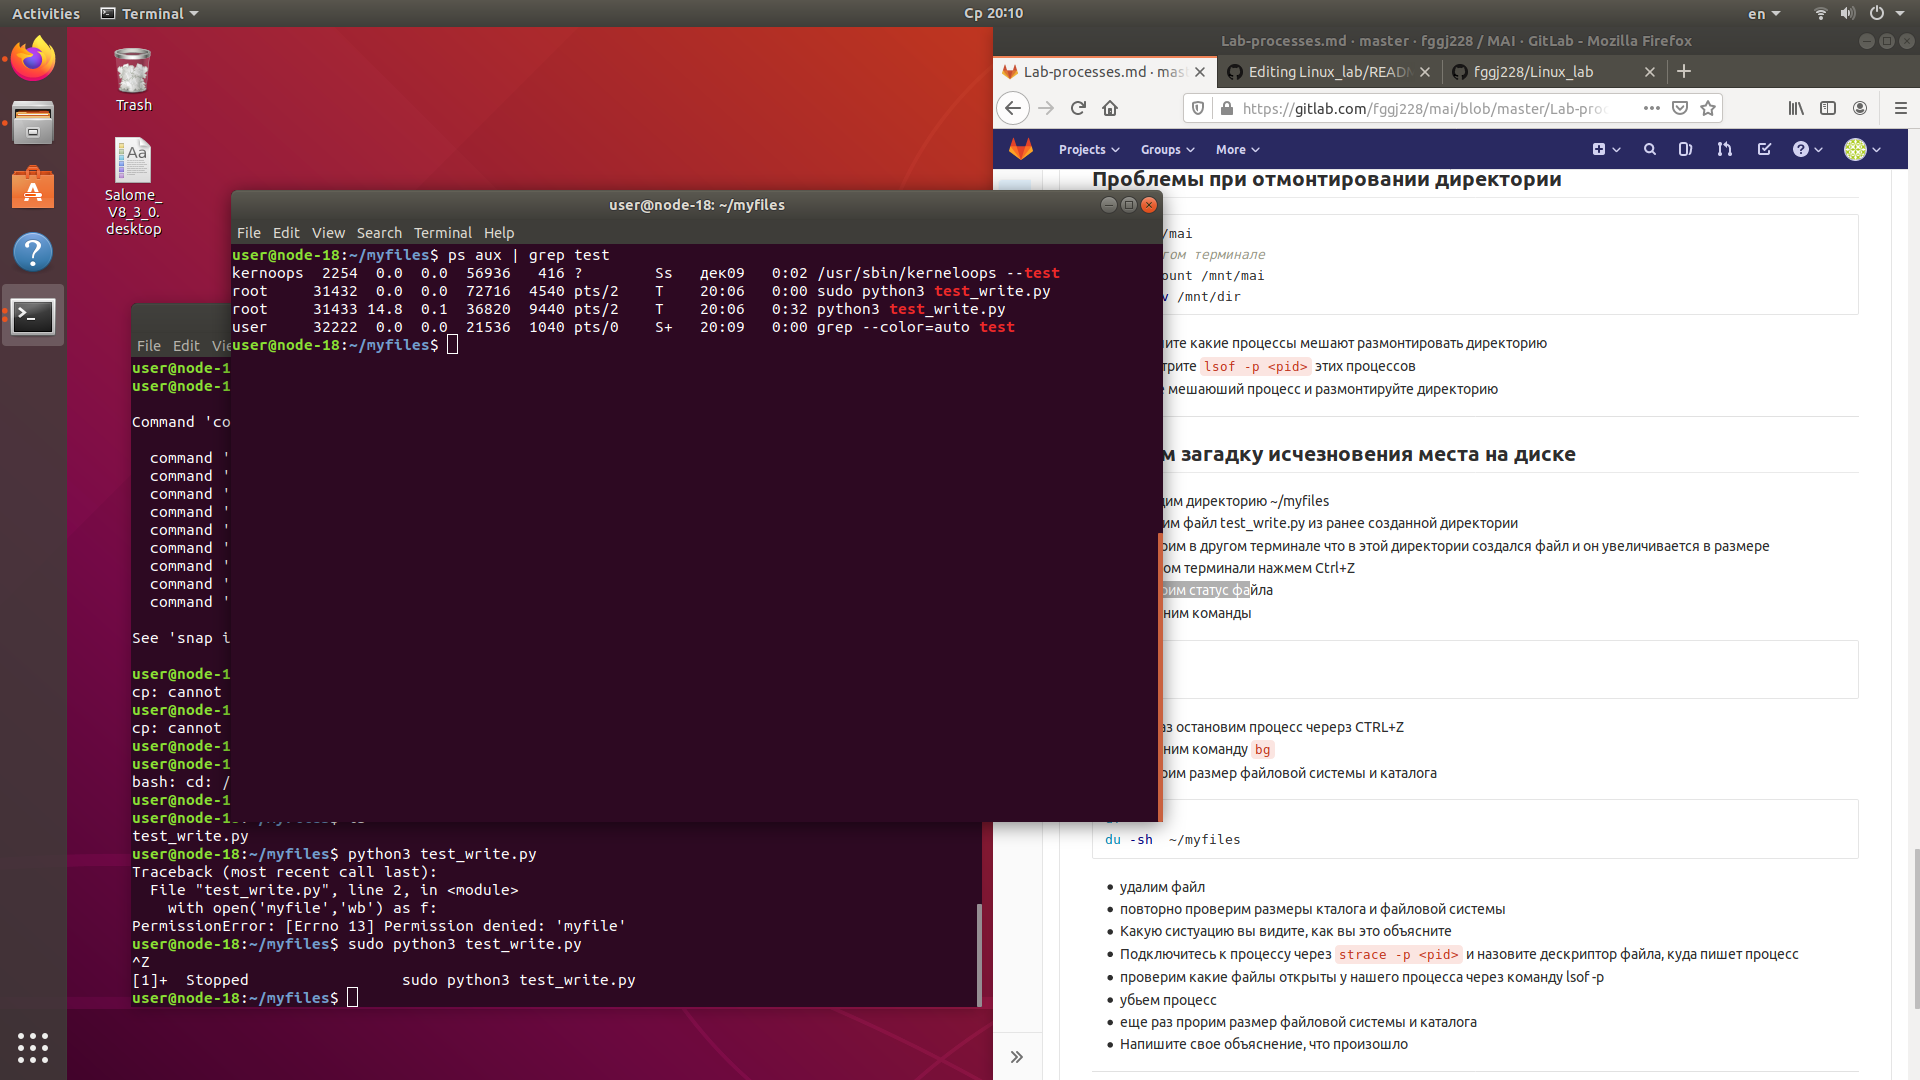 Activities
Terminal
Ср 20:10
en
Trash
Salome_
V8_3_0.
desktop
Lab-processes.md · master · fggj228 / MAI · GitLab - Mozilla Firefox
Lab-processes.md · mas
Editing Linux_lab/READ
fggj228/Linux_lab
https://gitlab.com/fggj228/mai/blob/master/Lab-pro
Projects
Groups
More
user@node-18: ~/myfiles
File Edit View Search Terminal Help
user@node-18:~/myfiles$ ps aux | grep test
kernoops 2254 0.0 0.0 56936 416 ? Ss дек09 0:02 /usr/sbin/kerneloops --test
root 31432 0.0 0.0 72716 4540 pts/2 T 20:06 0:00 sudo python3 test_write.py
root 31433 14.8 0.1 36820 9440 pts/2 T 20:06 0:32 python3 test_write.py
user 32222 0.0 0.0 21536 1040 pts/0 S+ 20:09 0:00 grep --color=auto test
user@node-18:~/myfiles$
File Edit Vie
user@node-1
user@node-1
Command 'co
command '
command '
command '
command '
command '
command '
command '
command '
command '
See 'snap i
user@node-1
cp: cannot
user@node-1
cp: cannot
user@node-1
user@node-1
bash: cd: /
user@node-1
user@node-1
test_write.py
user@node-18:~/myfiles$ python3 test_write.py
Traceback (most recent call last):
File "test_write.py", line 2, in <module>
with open('myfile','wb') as f:
PermissionError: [Errno 13] Permission denied: 'myfile'
user@node-18:~/myfiles$ sudo python3 test_write.py
^Z
[1]+ Stopped sudo python3 test_write.py
user@node-18:~/myfiles$
Проблемы при отмонтировании директории
/mai
гом терминале
ount /mnt/mai
v /mnt/dir
ите какие процессы мешают размонтировать директорию
трите lsof -p <pid> этих процессов
мешаюший процесс и размонтируйте директорию
м загадку исчезновения места на диске
дим директорию ~/myfiles
им файл test_write.py из ранее созданной директории
рим в другом терминале что в этой директории создался файл и он увеличивается в размере
ом терминали нажмем Ctrl+Z
рим статус файла
ним команды
аз остановим процесс черерз CTRL+Z
ним команду bg
рим размер файловой системы и каталога
du -sh ~/myfiles
удалим файл
повторно проверим размеры кталога и файловой системы
Какую систуацию вы видите, как вы это объясните
Подключитесь к процессу через strace -p <pid> и назовите дескриптор файла, куда пишет процесс
проверим какие файлы открыты у нашего процесса через команду lsof -p
убьем процесс
еще раз прорим размер файловой системы и каталога
Напишите свое объяснение, что произошло